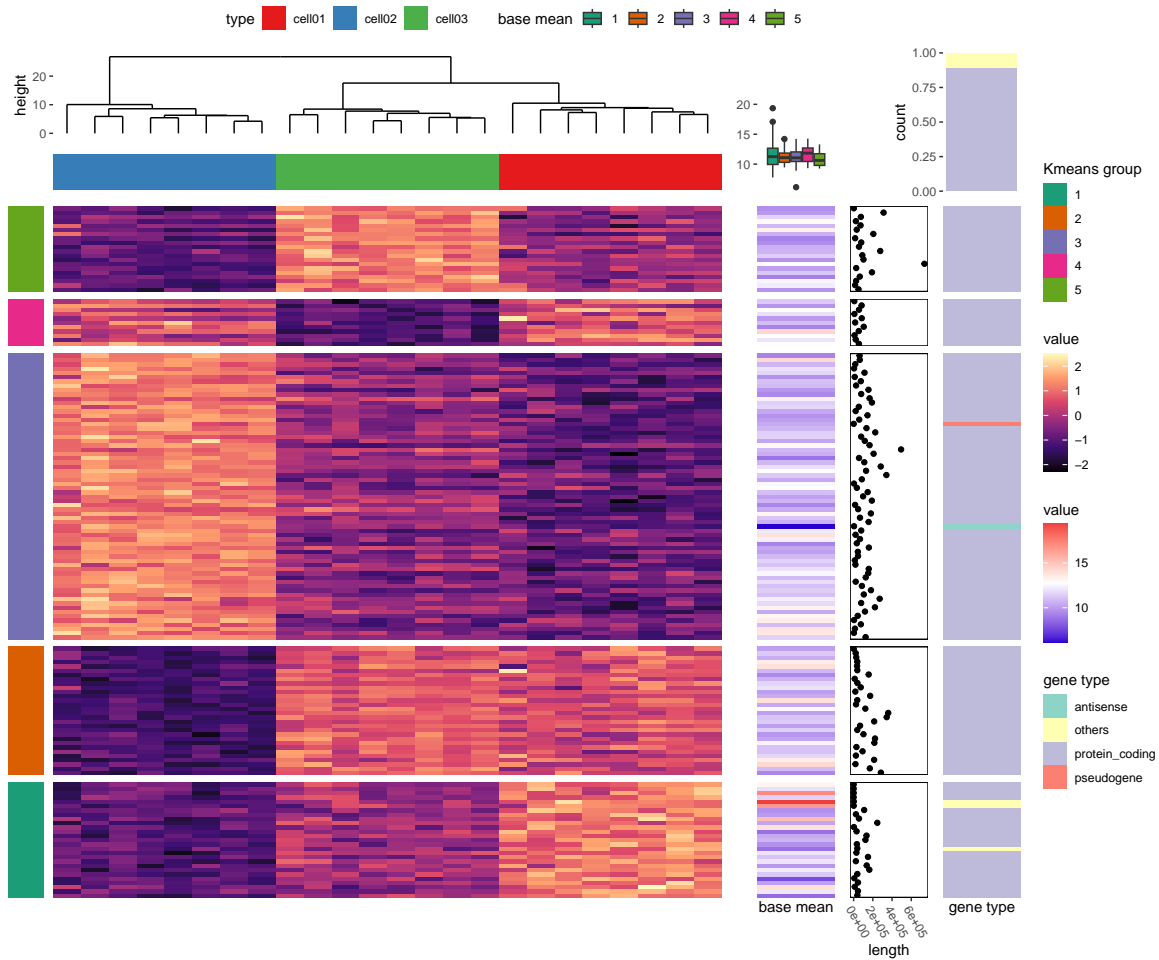 type cell01 cell02 cell03 base mean 1 2 3 4 5
height
20
10
0
20
15
10
count
1.00
0.75
0.50
0.25
0.00
Kmeans group
1
2
3
4
5
value
2
1
0
−1
−2
value
15
10
gene type
antisense
others
protein_coding
pseudogene
base mean
0e+00
2e+05
4e+05
6e+05
length
gene type